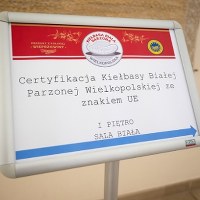 Certyfikacja Kiełbasy Białej
Parzonej Wielkopolskiej ze
znakiem UE
I PIĘTRO
SALA BIAŁA